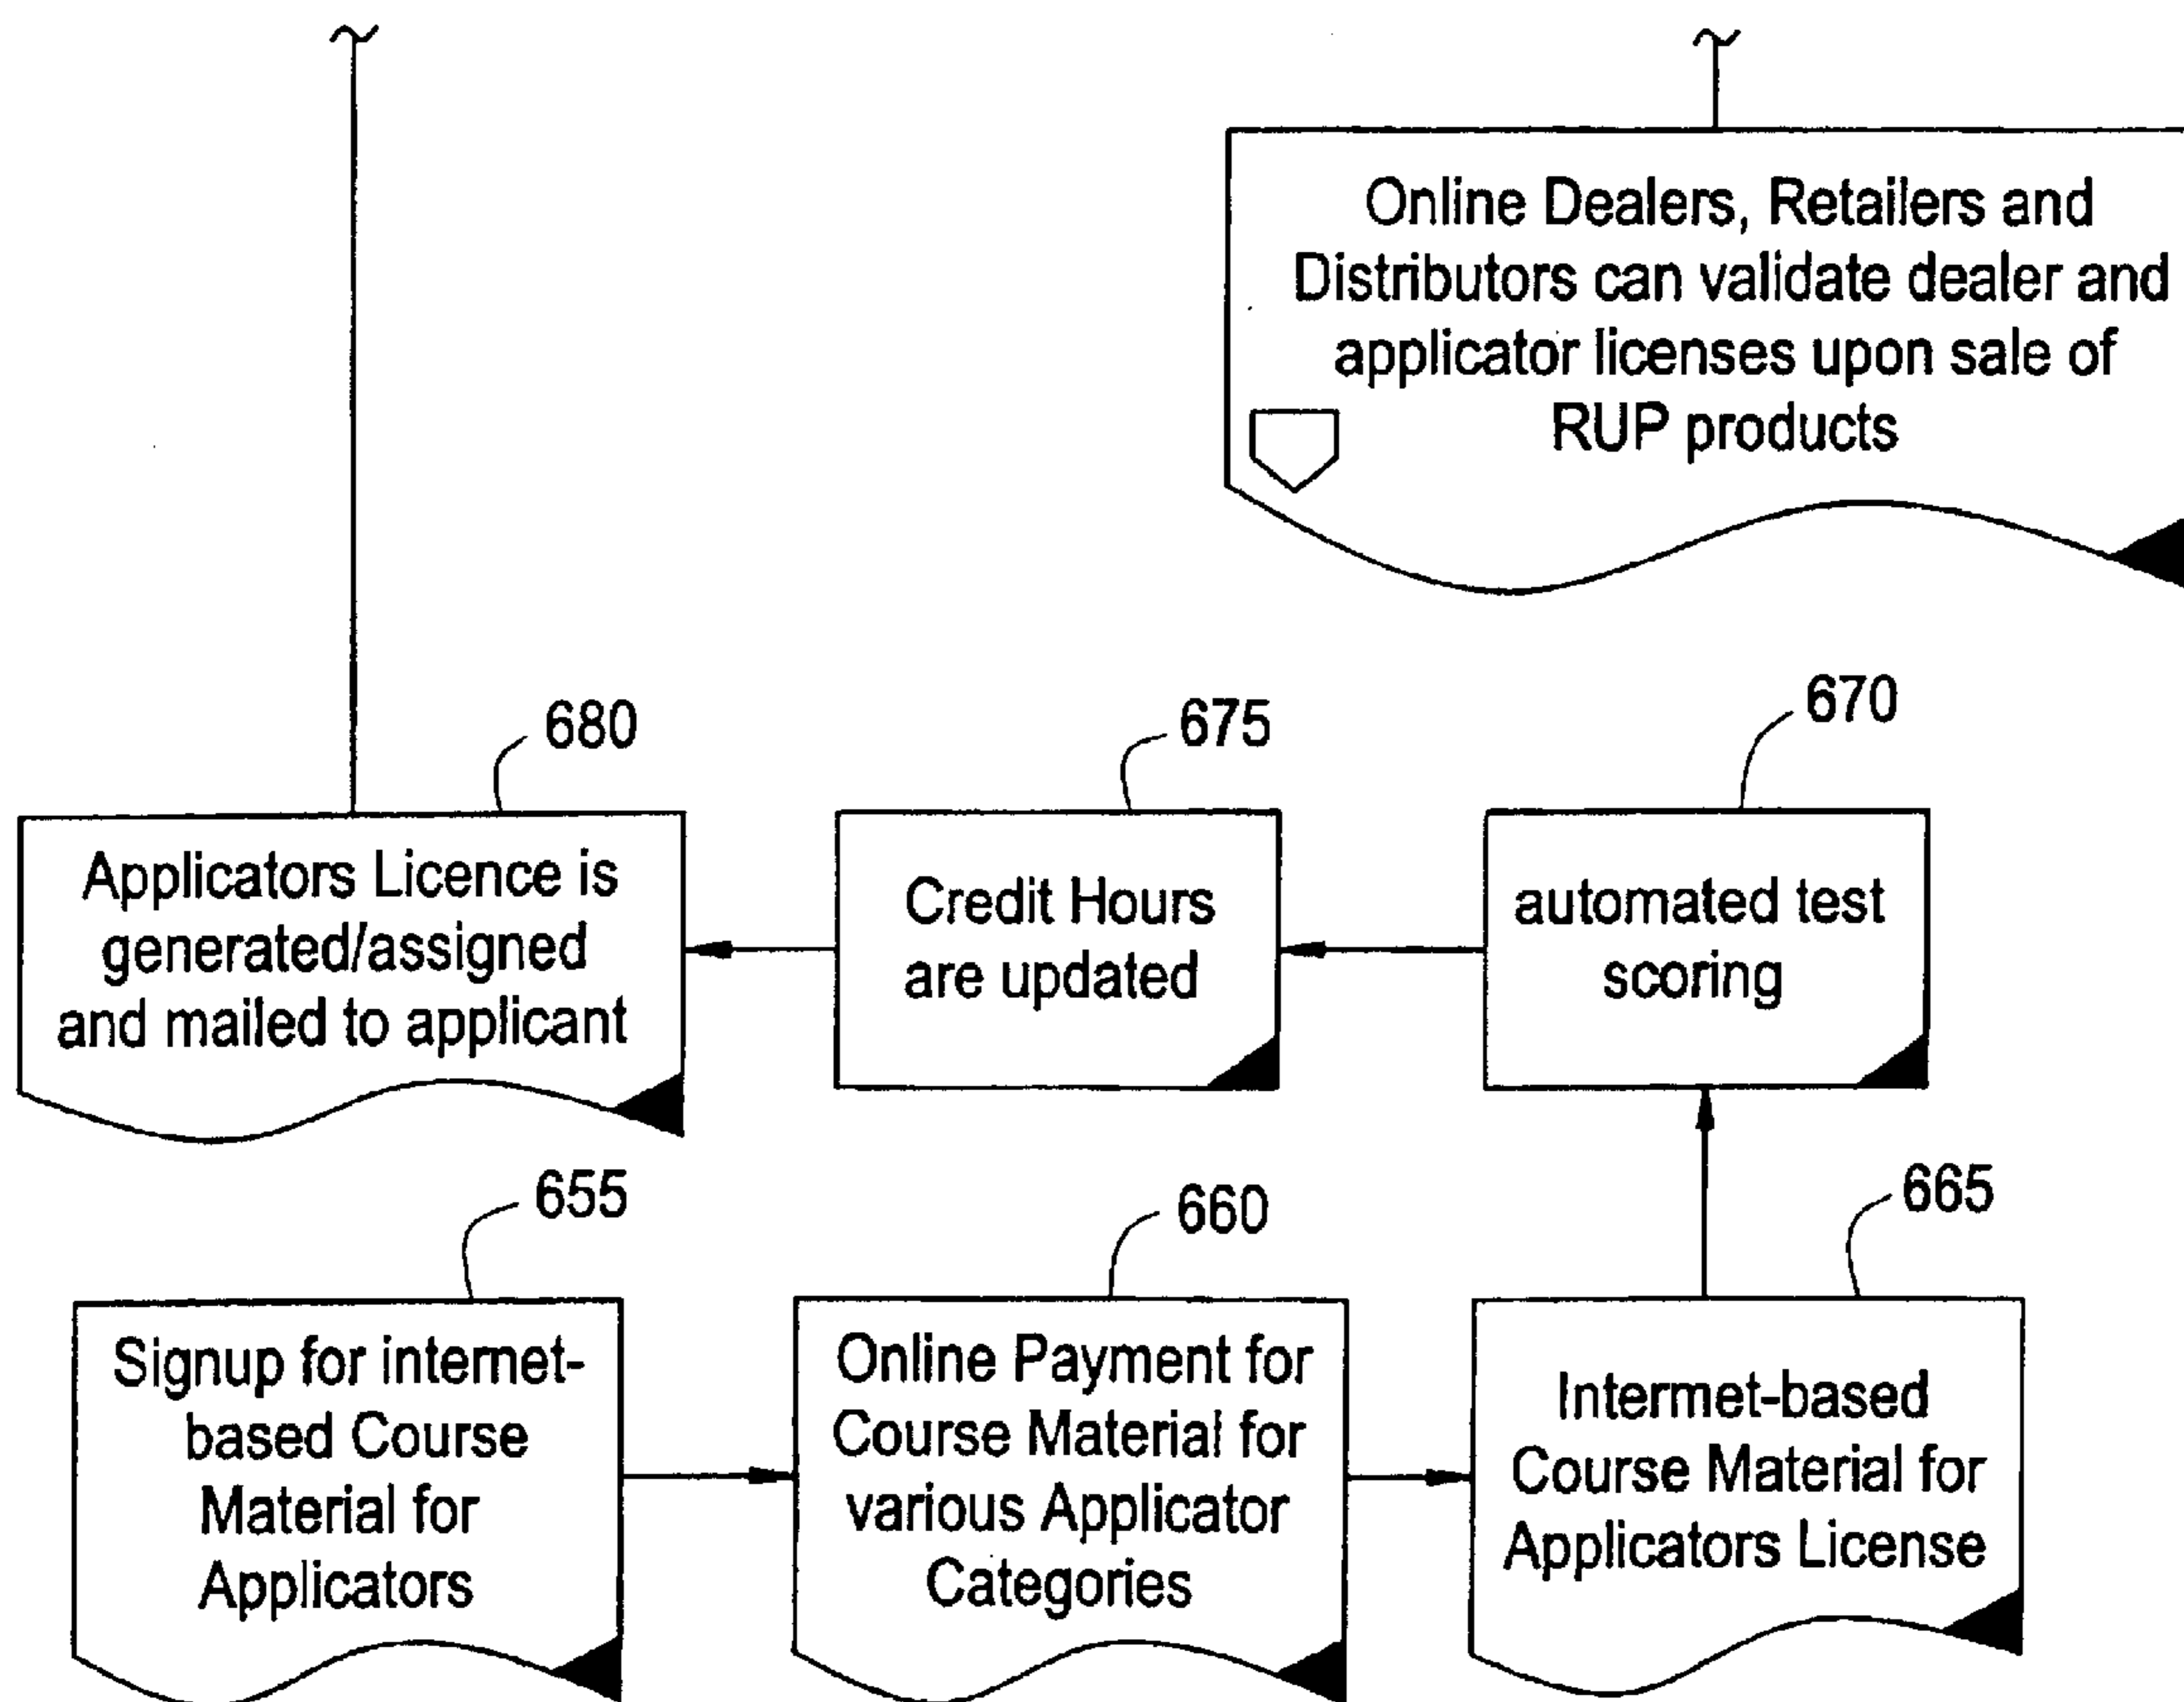 Online Dealers, Retailers and
Distributors can validate dealer and
applicator licenses upon sale of
RUP products
680
675
670
Applicators Licence is
generated/assigned
and mailed to applicant
Credit Hours
are updated
automated test
scoring
655
660
665
Signup for internet-
based Course
Material for
Applicators
Online Payment for
Course Material for
various Applicator
Categories
Intermet-based
Course Material for
Applicators License